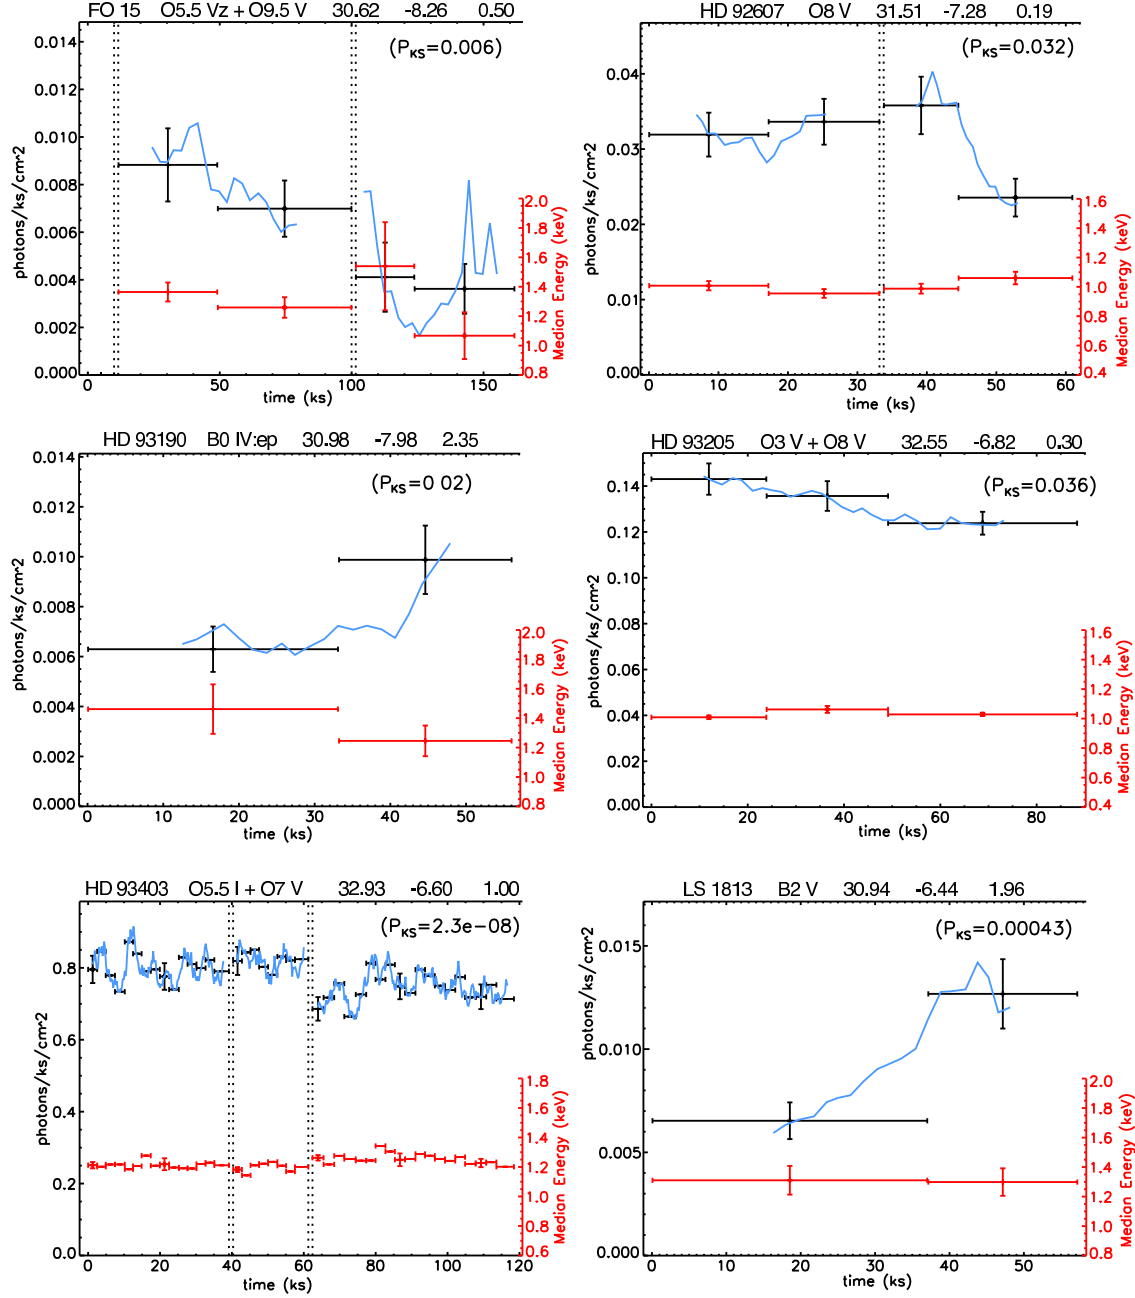 FO 15 O5.5 Vz + O9.5 V 30.62 -8.26 0.50
(P_KS=0.006)
0.014
0.012
0.010
0.008
0.006
0.004
0.002
0.000
photons/ks/cm^2
2.0
1.8
1.6
1.4
1.2
1.0
0.8
Median Energy (keV)
0 50 100 150
time (ks)
HD 92607 O8 V 31.51 -7.28 0.19
(P_KS=0.032)
0.04
0.03
0.02
0.01
0.00
photons/ks/cm^2
1.6
1.4
1.2
1.0
0.8
0.6
0.4
Median Energy (keV)
0 10 20 30 40 50 60
time (ks)
HD 93190 B0 IV:ep 30.98 -7.98 2.35
(P_KS=0 02)
0.014
0.012
0.010
0.008
0.006
0.004
0.002
0.000
photons/ks/cm^2
2.0
1.8
1.6
1.4
1.2
1.0
0.8
Median Energy (keV)
0 10 20 30 40 50
time (ks)
HD 93205 O3 V + O8 V 32.55 -6.82 0.30
(P_KS=0.036)
0.14
0.12
0.10
0.08
0.06
0.04
0.02
0.00
photons/ks/cm^2
1.6
1.4
1.2
1.0
0.8
0.6
0.4
Median Energy (keV)
0 20 40 60 80
time (ks)
HD 93403 O5.5 I + O7 V 32.93 -6.60 1.00
(P_KS=2.3e-08)
0.8
0.6
0.4
0.2
0.0
photons/ks/cm^2
1.8
1.6
1.4
1.2
1.0
0.8
0.6
Median Energy (keV)
0 20 40 60 80 100 120
time (ks)
LS 1813 B2 V 30.94 -6.44 1.96
(P_KS=0.00043)
0.015
0.010
0.005
0.000
photons/ks/cm^2
2.0
1.8
1.6
1.4
1.2
1.0
0.8
Median Energy (keV)
0 10 20 30 40 50
time (ks)